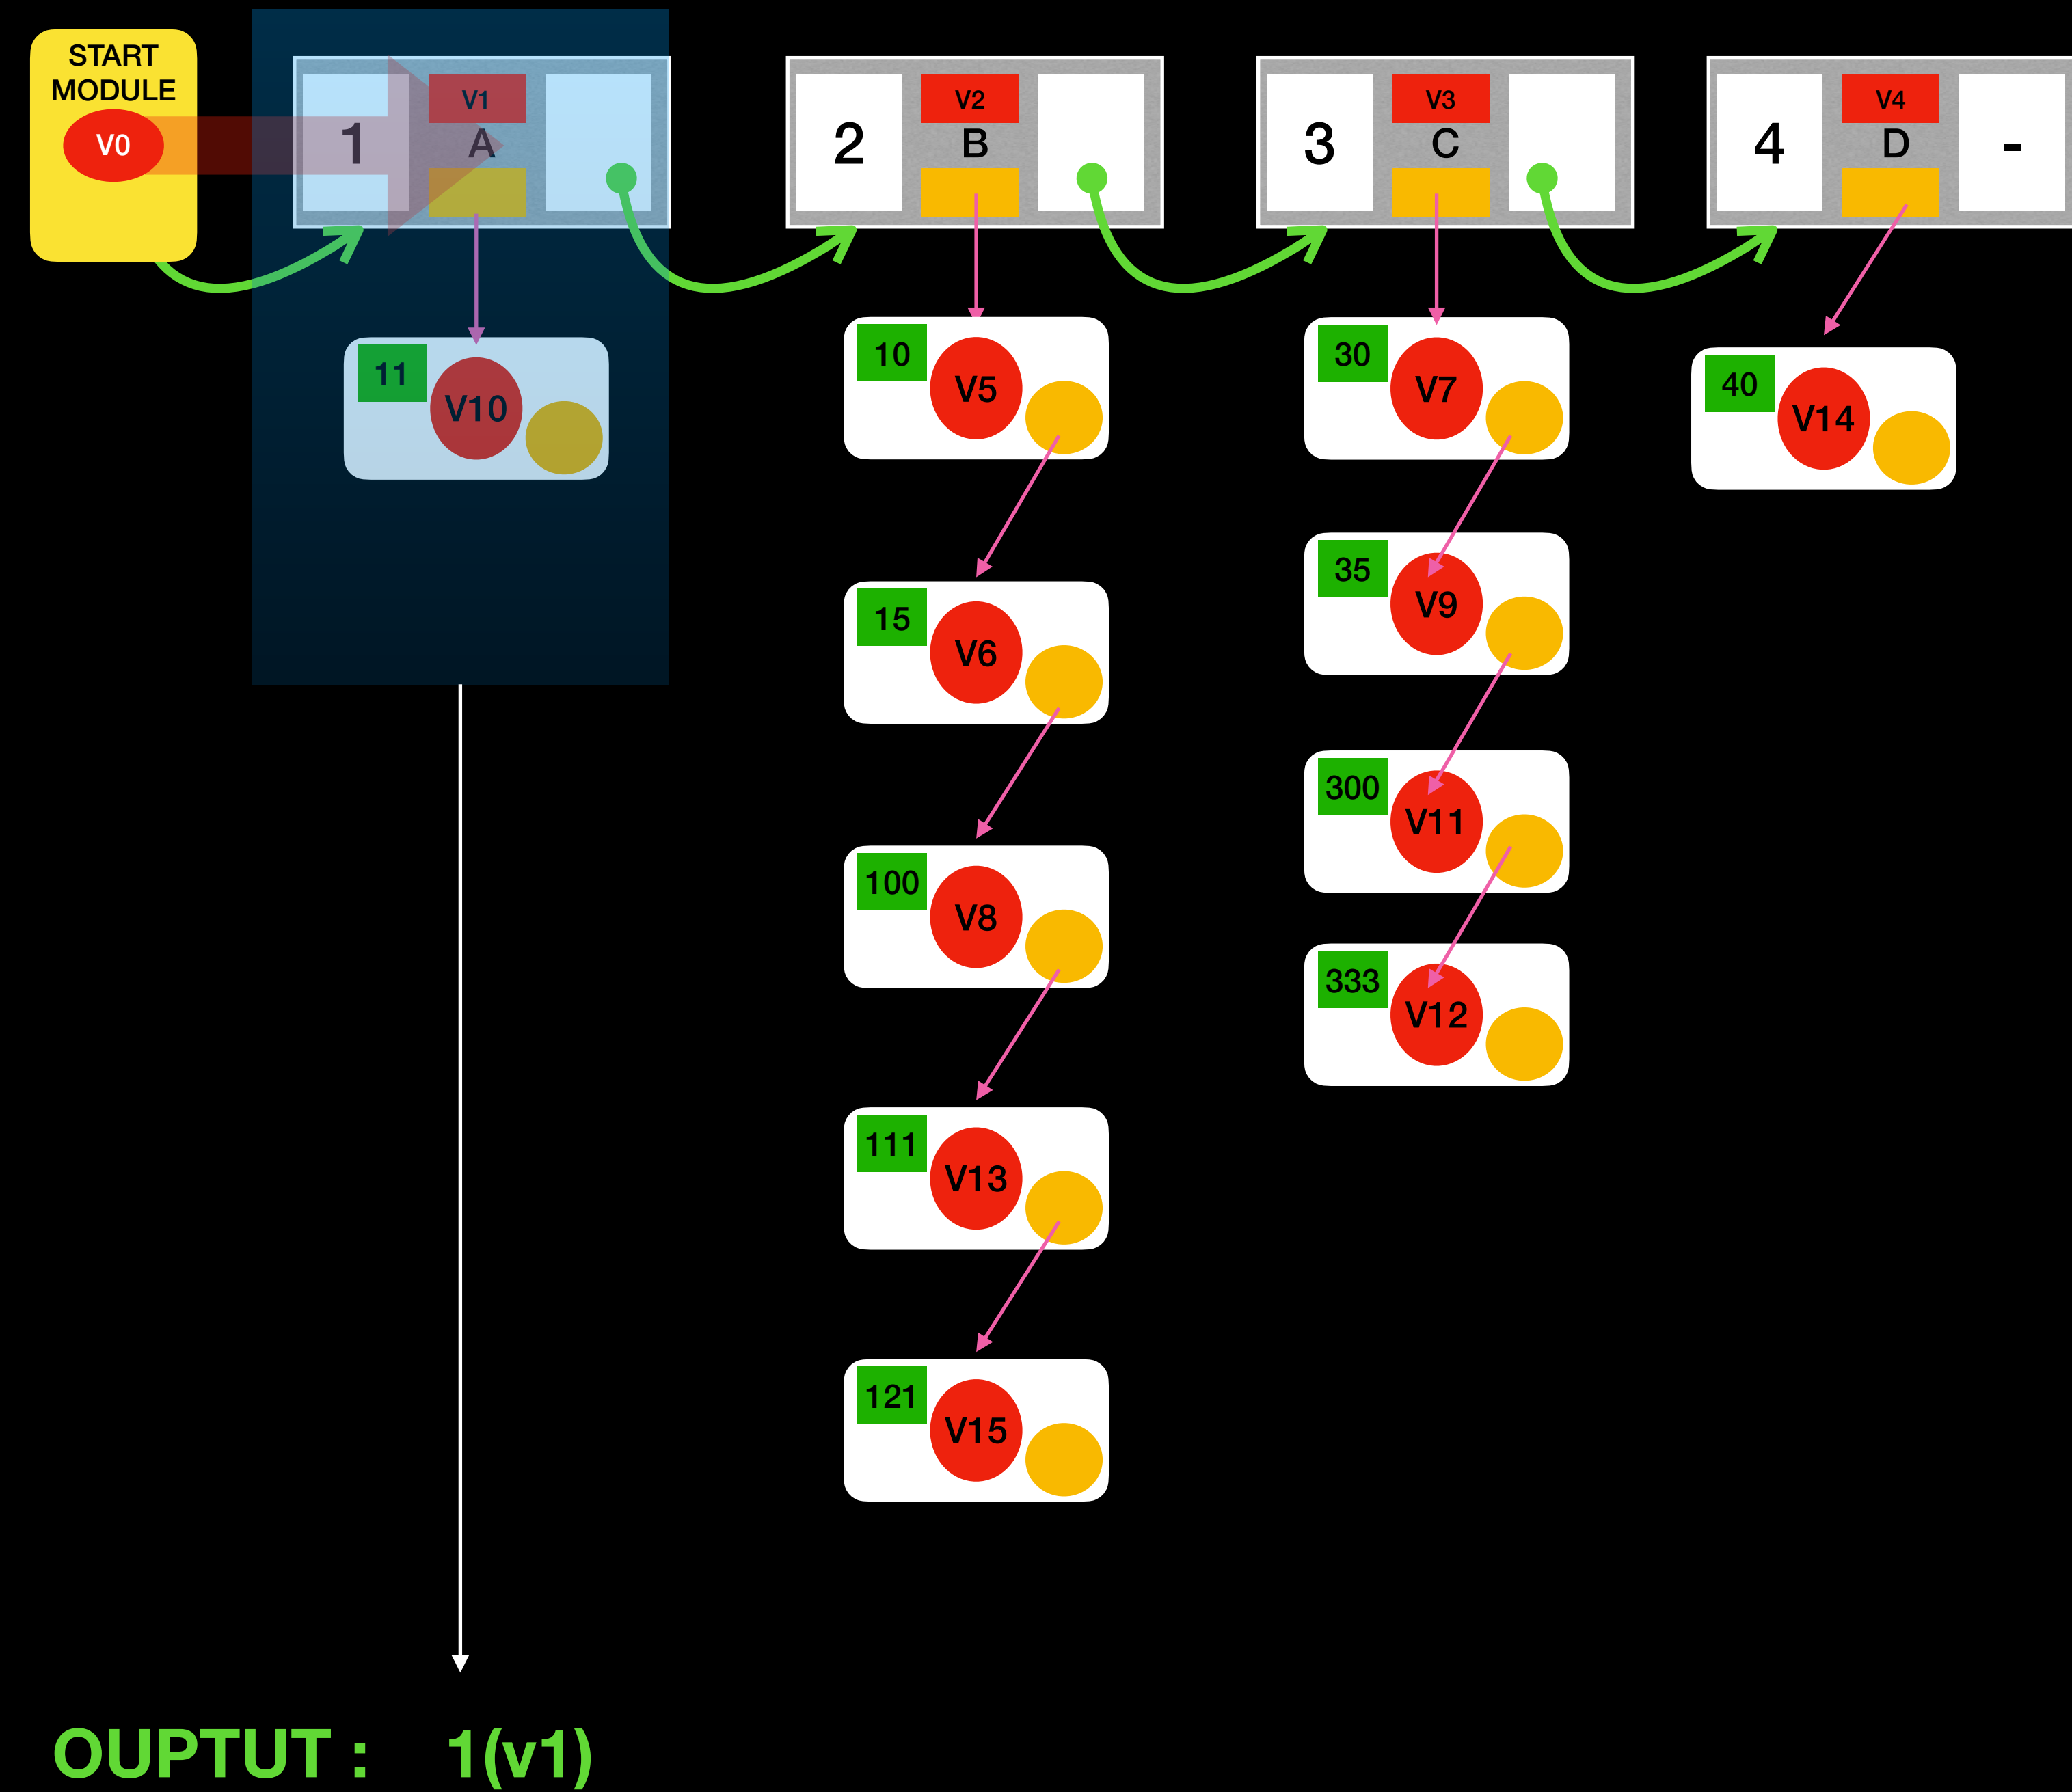 START
MODULE
V0
1
V1
A
2
V2
B
3
V3
C
4
V4
D
-
11
V10
10
V5
15
V6
100
V8
111
V13
121
V15
30
V7
35
V9
300
V11
333
V12
40
V14
OUPTUT : 1(v1)